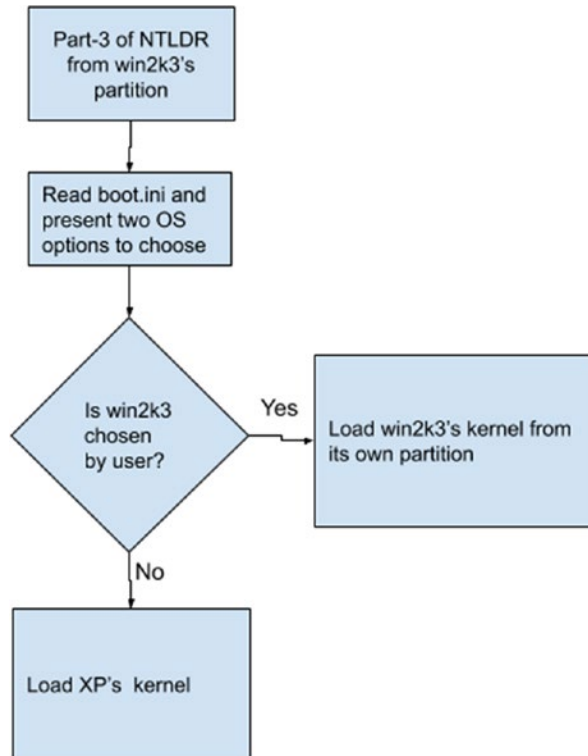 Part-3 of NTLDR
from win2k3's
partition
Read boot.ini and
present two OS
options to choose
Is win2k3
chosen
by user?
Yes
Load win2k3's kernel from
its own partition
No
Load XP's kernel